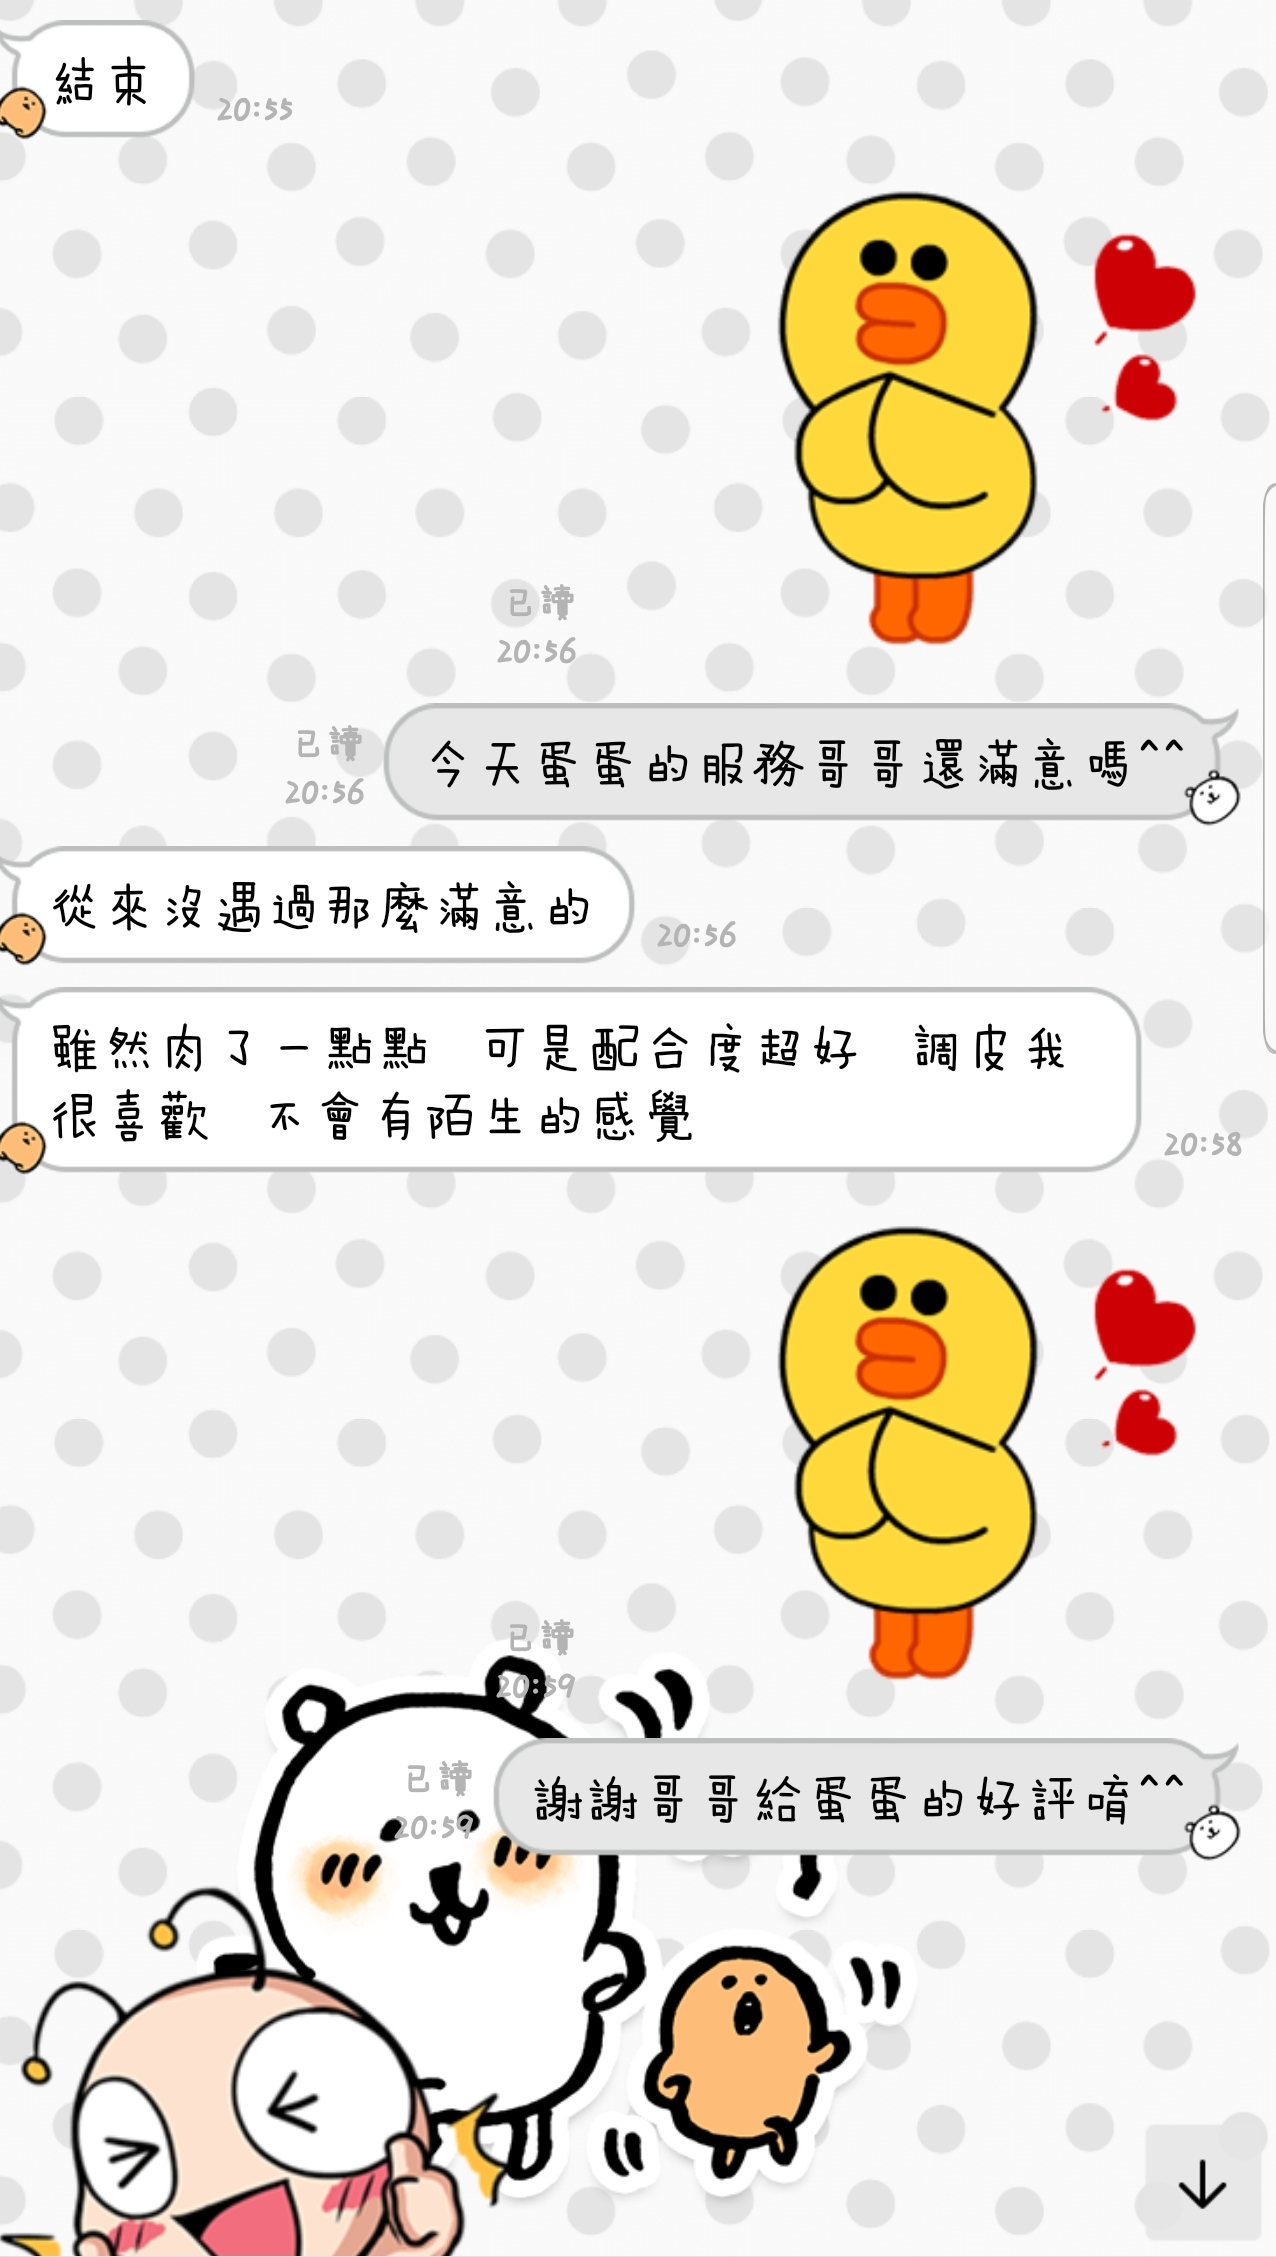 結束
20:55
已讀
20:56
今天蛋蛋的服務哥哥還滿意嗎^^
已讀
20:56
從來沒遇過那麼滿意的
20:56
雖然肉了一點點 可是配合度超好 調皮我
很喜歡 不會有陌生的感覺
20:58
已讀
20:59
謝謝哥哥給蛋蛋的好評唷^^
已讀
20:59